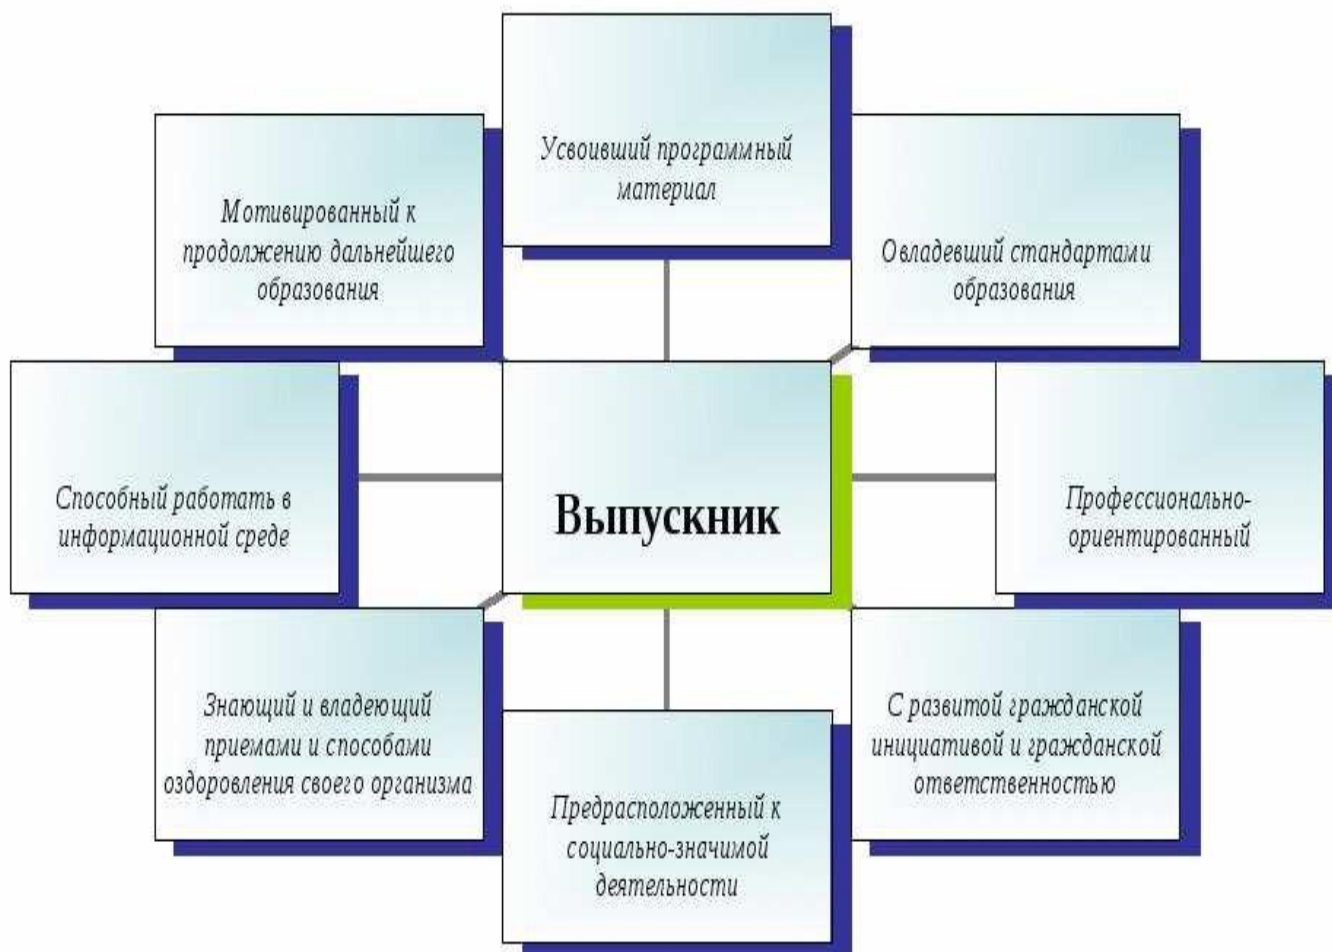 Усвоивший программный
материал
Мотивированный к
продолжению дальнейшего
образования
Овладевший стандартами
образования
Способный работать в
информационной среде
Выпускник
Профессионально-
ориентированный
Знающий и владеющий
приемами и способами
оздоровления своего организма
Предрасположенный к
социально-значимой
деятельности
С развитой гражданской
инициативой и гражданской
ответственностью